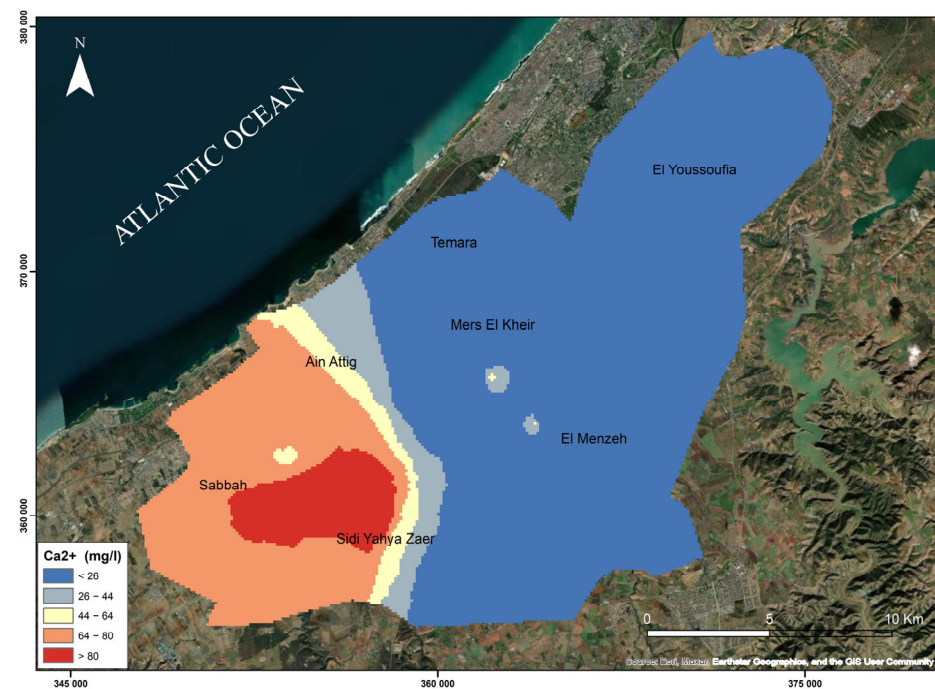 380 000
N
ATLANTIC OCEAN
El Youssoufia
Temara
370 000
Mers El Kheir
Ain Attig
El Menzeh
Sabbah
360 000
Sidi Yahya Zaer
Ca2+ (mg/l)
< 26
26 – 44
44 – 64
64 – 80
> 80
0 5 10 Km
Source: Esri, Maxar, Earthstar Geographics, and the GIS User Community
345 000 360 000 375 000